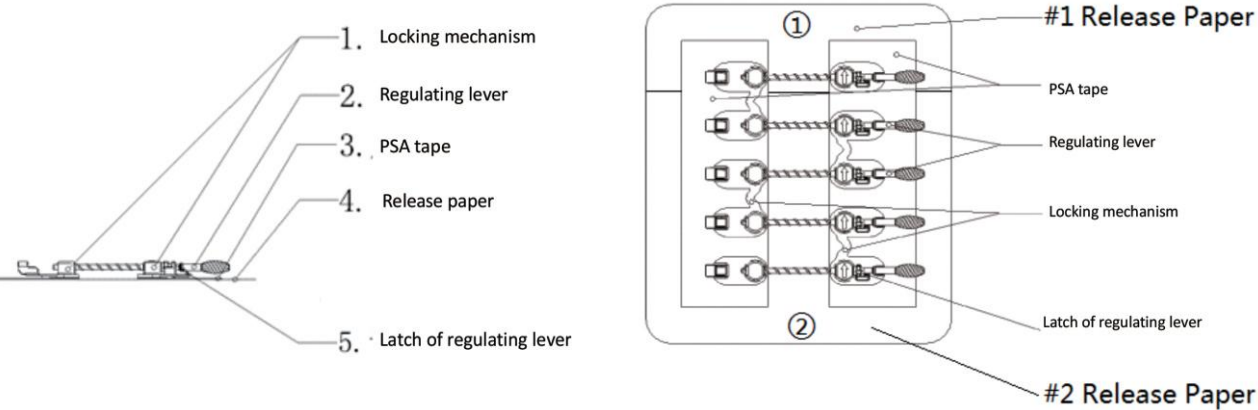 1. Locking mechanism
2. Regulating lever
3. PSA tape
4. Release paper
5. Latch of regulating lever
①
#1 Release Paper
PSA tape
Regulating lever
Locking mechanism
Latch of regulating lever
②
#2 Release Paper